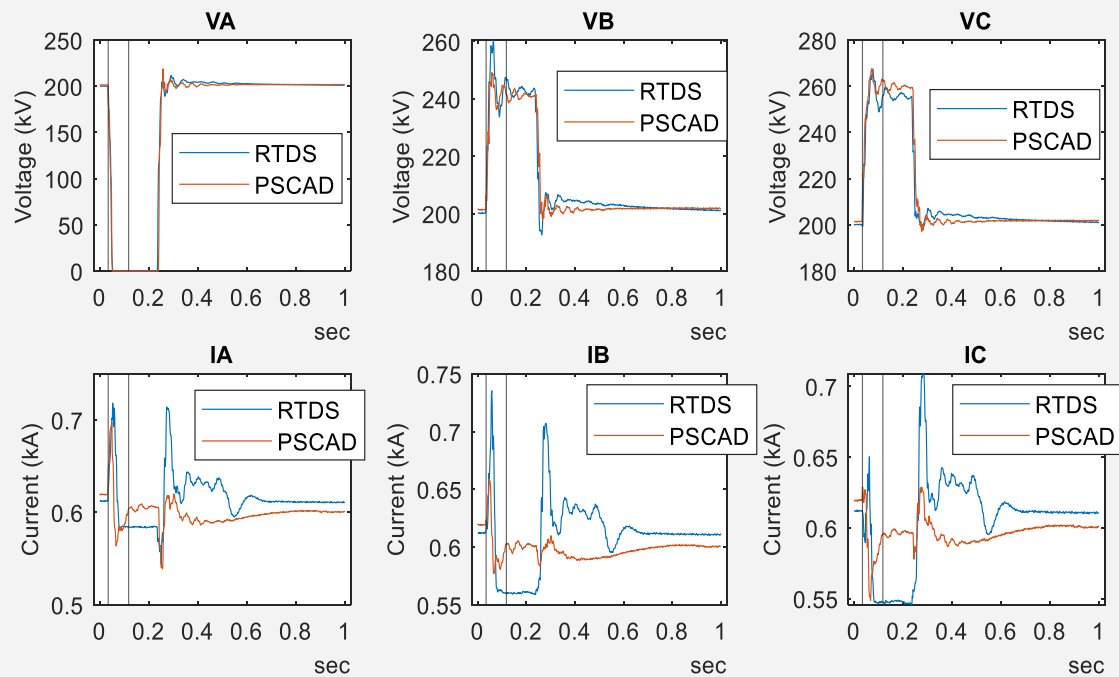 VA
VB
VC
250
200
150
100
50
0
Voltage (kV)
RTDS
PSCAD
0 0.2 0.4 0.6 0.8 1
sec
260
240
220
200
180
Voltage (kV)
RTDS
PSCAD
0 0.2 0.4 0.6 0.8 1
sec
280
260
240
220
200
180
Voltage (kV)
RTDS
PSCAD
0 0.2 0.4 0.6 0.8 1
sec
IA
IB
IC
0.7
0.6
0.5
Current (kA)
RTDS
PSCAD
0 0.2 0.4 0.6 0.8 1
sec
0.75
0.7
0.65
0.6
0.55
Current (kA)
RTDS
PSCAD
0 0.2 0.4 0.6 0.8 1
sec
0.7
0.65
0.6
0.55
Current (kA)
RTDS
PSCAD
0 0.2 0.4 0.6 0.8 1
sec